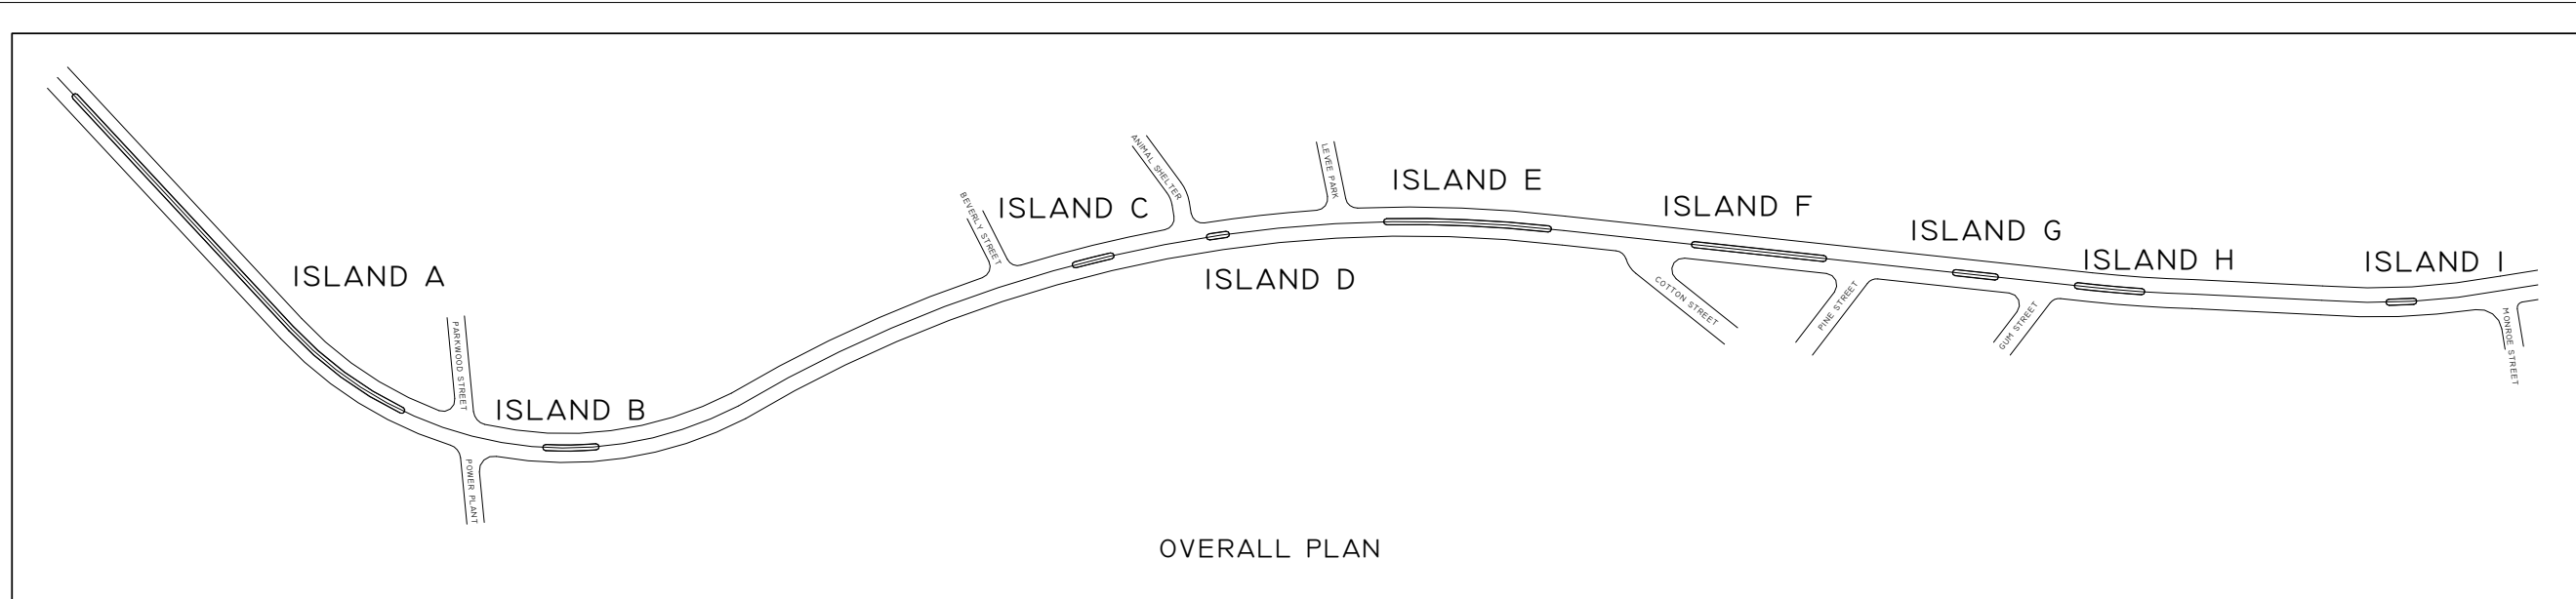 ANIMAL SHELTER
LEVEE PARK
ISLAND E
BEVERLY STREET
ISLAND C
ISLAND F
ISLAND G
ISLAND A
ISLAND D
ISLAND H
ISLAND I
COTTON STREET
PINE STREET
GUM STREET
MONROE STREET
PARKWOOD STREET
ISLAND B
POWER PLANT
OVERALL PLAN